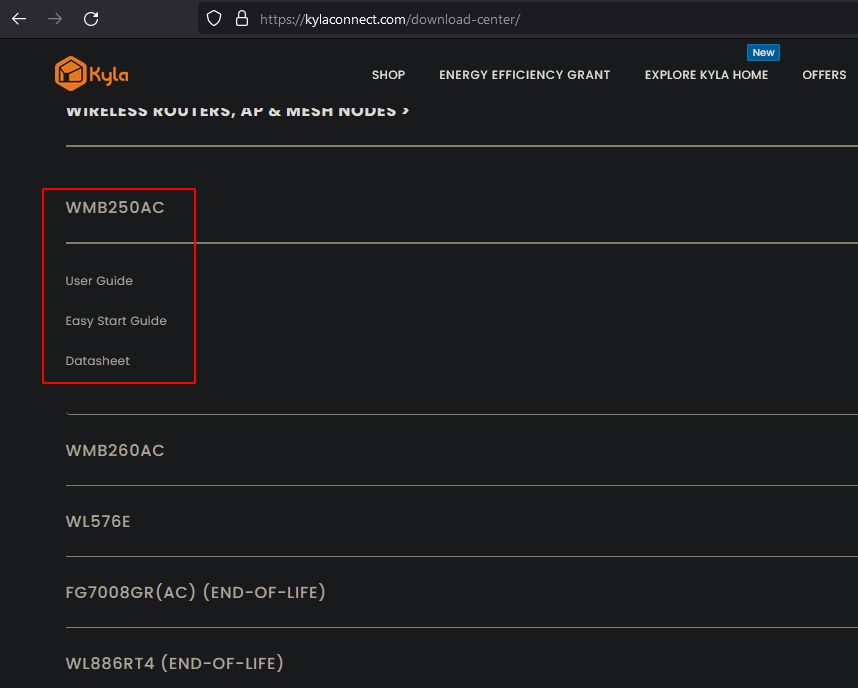 https://kylaconnect.com/download-center/
Kyla
New
SHOP ENERGY EFFICIENCY GRANT EXPLORE KYLA HOME OFFERS
WIRELESS ROUTERS, AP & MESH NODES >
WMB250AC
User Guide
Easy Start Guide
Datasheet
WMB260AC
WL576E
FG7008GR(AC) (END-OF-LIFE)
WL886RT4 (END-OF-LIFE)